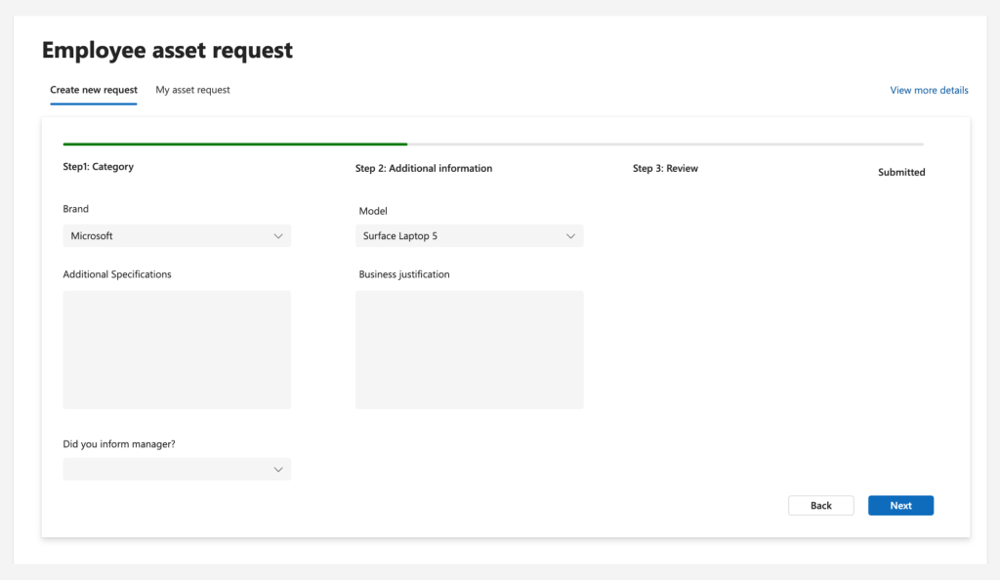 Employee asset request
Create new request
My asset request
View more details
Step1: Category
Step 2: Additional information
Step 3: Review
Submitted
Brand
Model
Microsoft
Surface Laptop 5
Additional Specifications
Business justification
Did you inform manager?
Back
Next